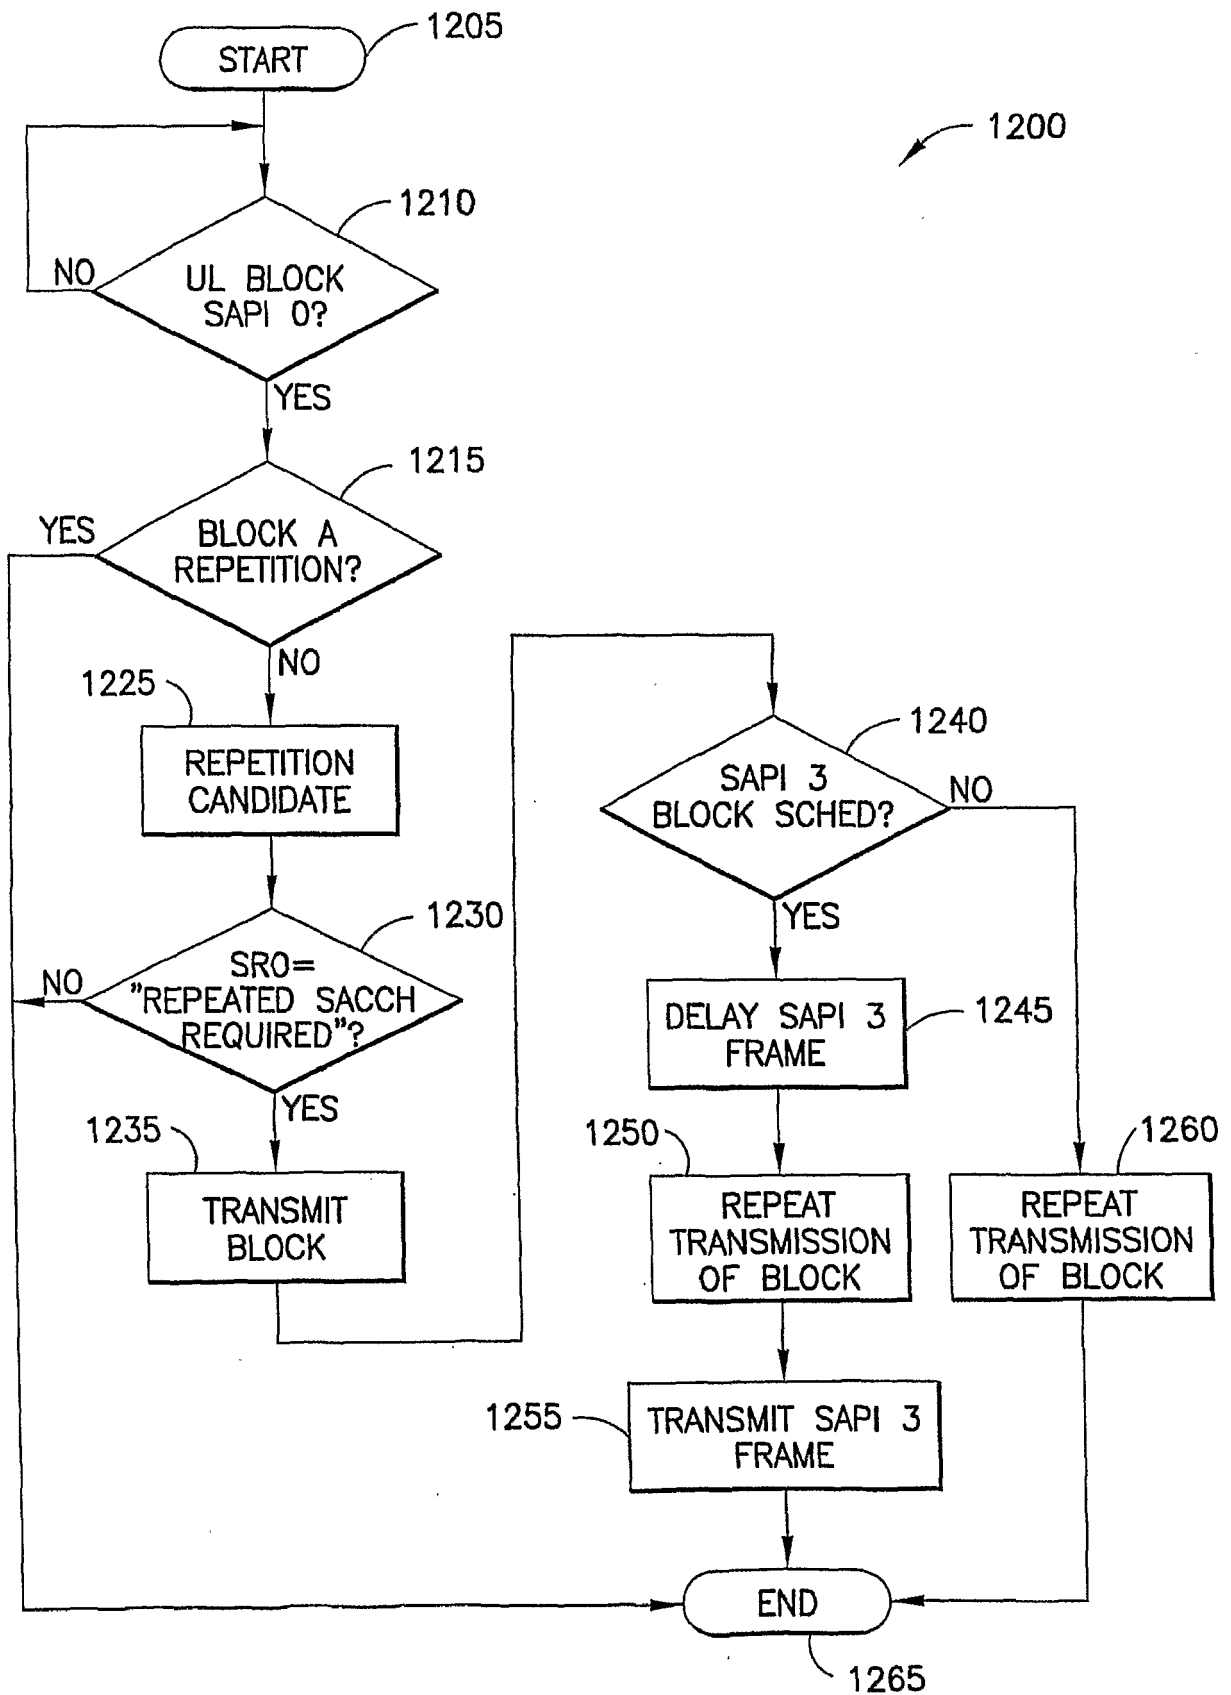 1205
START
1200
1210
NO
UL BLOCK
SAPI 0?
YES
1215
YES
BLOCK A
REPETITION?
NO
1225
REPETITION
CANDIDATE
1230
NO
SRO=
"REPEATED SACCH
REQUIRED"?
YES
1235
TRANSMIT
BLOCK
1240
SAPI 3
BLOCK SCHED?
NO
YES
DELAY SAPI 3
FRAME
1245
1250
REPEAT
TRANSMISSION
OF BLOCK
1260
REPEAT
TRANSMISSION
OF BLOCK
1255
TRANSMIT SAPI 3
FRAME
END
1265